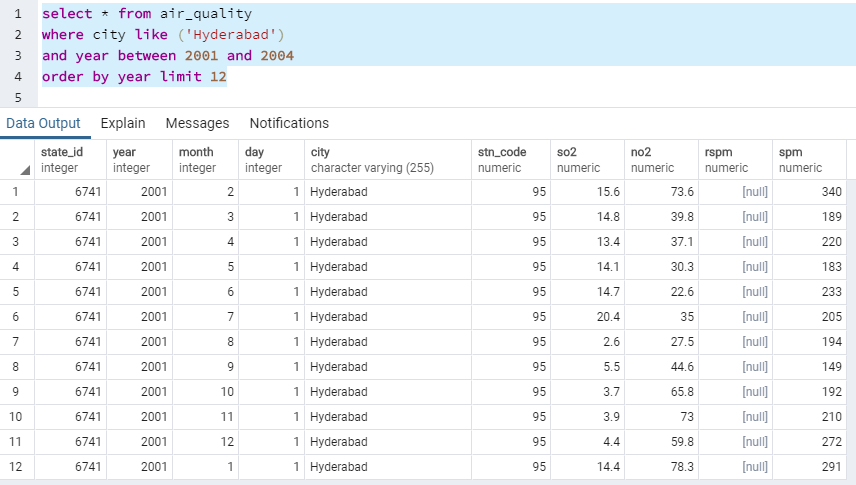 1 select * from air_quality
2 where city like ('Hyderabad')
3 and year between 2001 and 2004
4 order by year limit 12
5
Data Output Explain Messages Notifications
state_id year month day city stn_code so2 no2 rspm spm
integer integer integer integer character varying (255) numeric numeric numeric numeric numeric
1 6741 2001 2 1 Hyderabad 95 15.6 73.6 [null] 340
2 6741 2001 3 1 Hyderabad 95 14.8 39.8 [null] 189
3 6741 2001 4 1 Hyderabad 95 13.4 37.1 [null] 220
4 6741 2001 5 1 Hyderabad 95 14.1 30.3 [null] 183
5 6741 2001 6 1 Hyderabad 95 14.7 22.6 [null] 233
6 6741 2001 7 1 Hyderabad 95 20.4 35 [null] 205
7 6741 2001 8 1 Hyderabad 95 2.6 27.5 [null] 194
8 6741 2001 9 1 Hyderabad 95 5.5 44.6 [null] 149
9 6741 2001 10 1 Hyderabad 95 3.7 65.8 [null] 192
10 6741 2001 11 1 Hyderabad 95 3.9 73 [null] 210
11 6741 2001 12 1 Hyderabad 95 4.4 59.8 [null] 272
12 6741 2001 1 1 Hyderabad 95 14.4 78.3 [null] 291